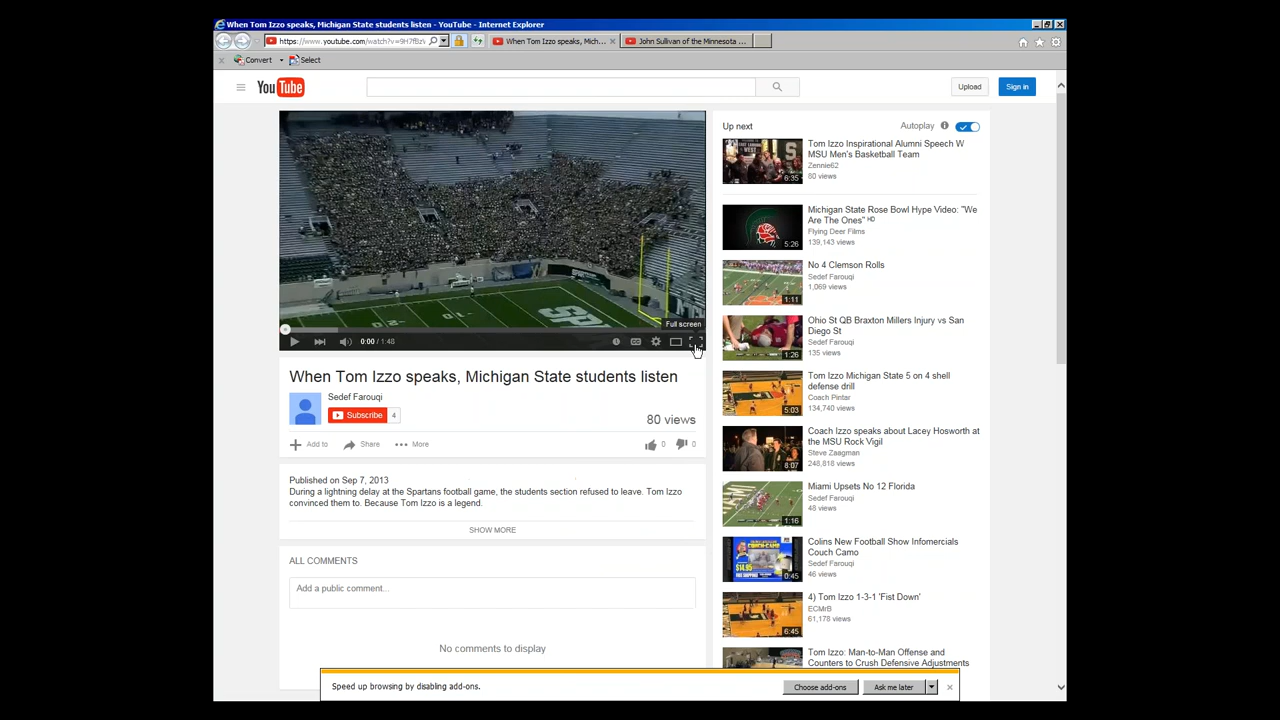 When Tom Izzo speaks, Michigan State students listen - YouTube - Internet Explorer
When Tom Izzo speaks, Mich...
John Sullivan of the Minnesota ...
Convert
Select
YouTube
Upload
Sign in
Full screen
0:00 / 1:48
When Tom Izzo speaks, Michigan State students listen
Sedef Farouqi
Subscribe 4
80 views
Add to
Share
More
0
0
Published on Sep 7, 2013
During a lightning delay at the Spartans football game, the students section refused to leave. Tom Izzo
convinced them to. Because Tom Izzo is a legend.
SHOW MORE
ALL COMMENTS
Add a public comment...
No comments to display
Up next
Autoplay
Tom Izzo Inspirational Alumni Speech W
MSU Men's Basketball Team
Zennie62
80 views
6:35
Michigan State Rose Bowl Hype Video: "We
Are The Ones" HD
Flying Deer Films
139,143 views
5:26
No 4 Clemson Rolls
Sedef Farouqi
1,069 views
1:11
Ohio St QB Braxton Millers Injury vs San
Diego St
Sedef Farouqi
135 views
1:26
Tom Izzo Michigan State 5 on 4 shell
defense drill
Coach Pintar
134,740 views
5:03
Coach Izzo speaks about Lacey Hosworth at
the MSU Rock Vigil
Steve Zaagman
248,818 views
8:07
Miami Upsets No 12 Florida
Sedef Farouqi
48 views
1:16
Colins New Football Show Infomercials
Couch Camo
Sedef Farouqi
46 views
0:45
4) Tom Izzo 1-3-1 'Fist Down'
ECMrB
61,178 views
6:45
Tom Izzo: Man-to-Man Offense and
Counters to Crush Defensive Adjustments
Speed up browsing by disabling add-ons.
Choose add-ons
Ask me later